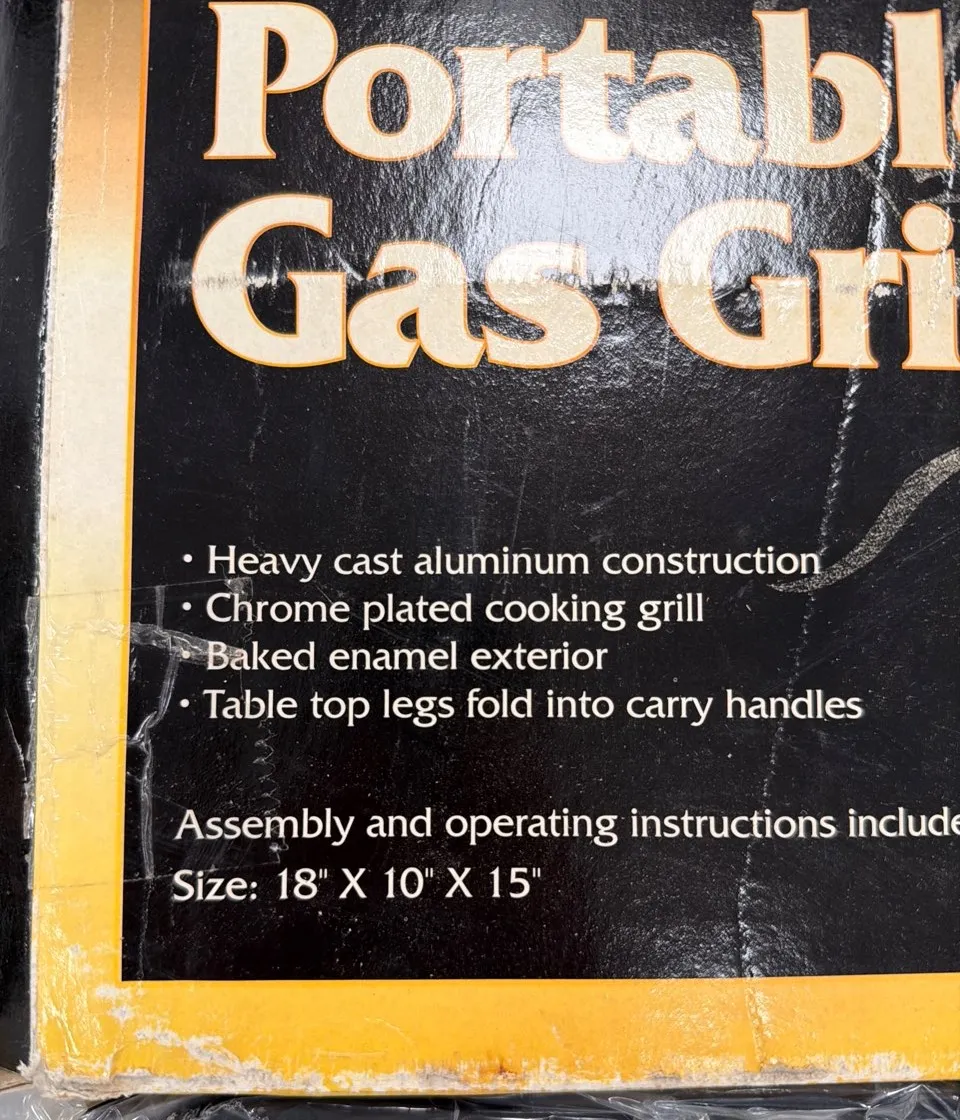 Portabl
Gas Gri
• Heavy cast aluminum construction
• Chrome plated cooking grill
• Baked enamel exterior
• Table top legs fold into carry handles
Assembly and operating instructions include
Size: 18" X 10" X 15"